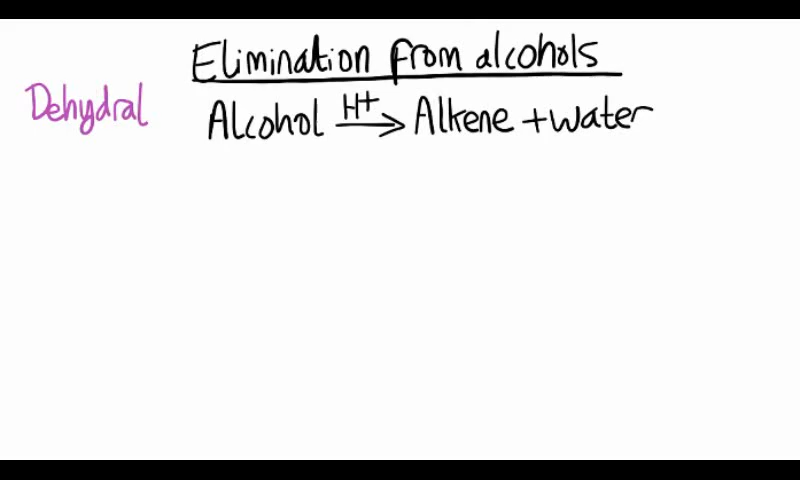 Elimination from alcohols
Dehydral
Alcohol H+ → Alkene + water